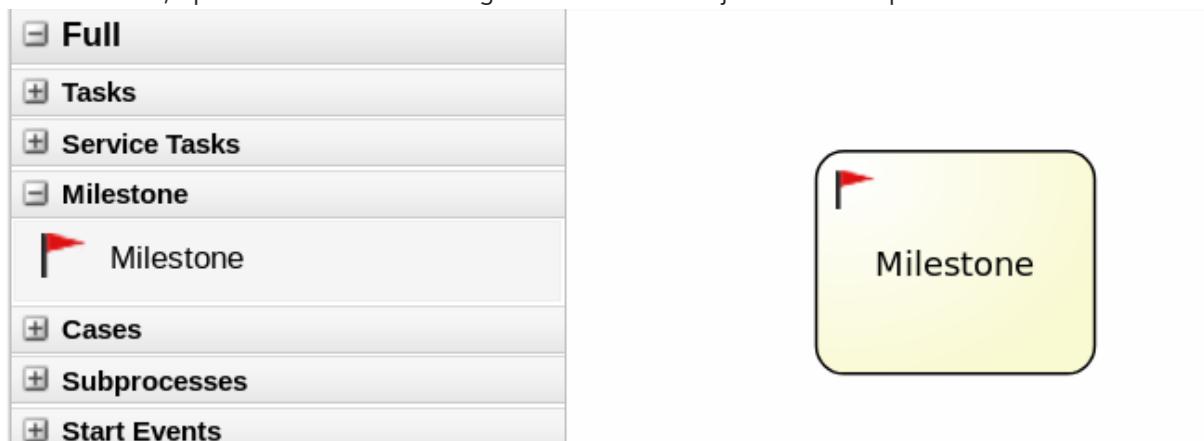 Full
Tasks
Service Tasks
Milestone
Milestone
Cases
Subprocesses
Start Events
Milestone